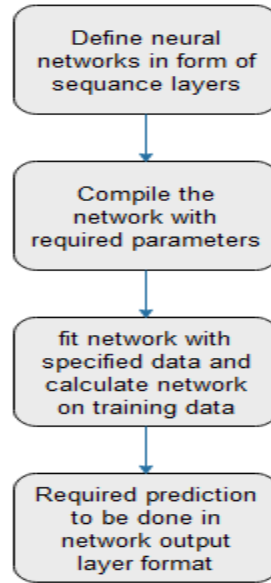 Define neural
networks in form of
sequance layers
Compile the
network with
required parameters
fit network with
specified data and
calculate network
on training data
Required prediction
to be done in
network output
layer format